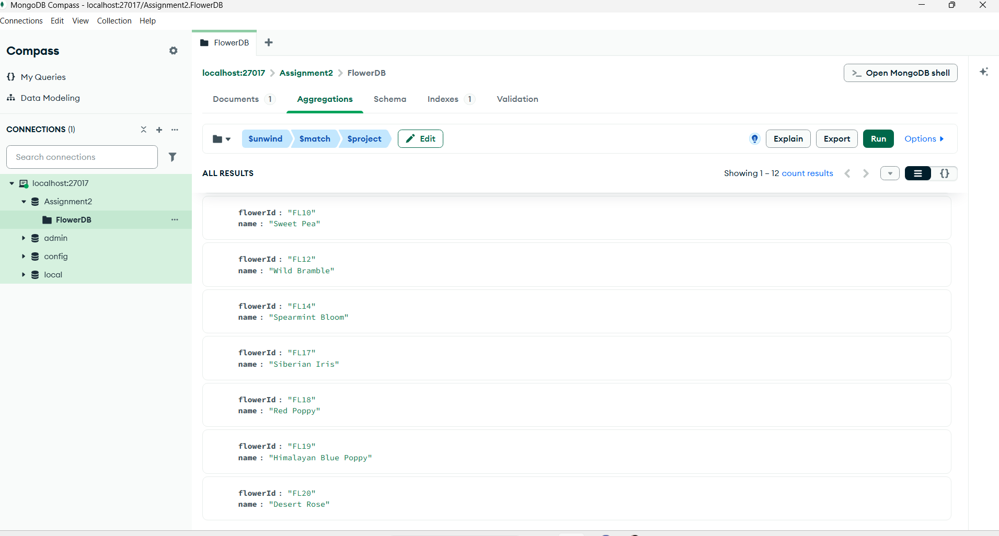 MongoDB Compass - localhost:27017/Assignment2.FlowerDB
Connections Edit View Collection Help
Compass
My Queries
Data Modeling
CONNECTIONS (1)
Search connections
localhost:27017
Assignment2
FlowerDB
admin
config
local
FlowerDB
localhost:27017 > Assignment2 > FlowerDB
>_ Open MongoDB shell
Documents 1 Aggregations Schema Indexes 1 Validation
$unwind $match $project Edit Explain Export Run Options
ALL RESULTS
Showing 1 – 12 count results
{}
flowerId : "FL10"
name : "Sweet Pea"
flowerId : "FL12"
name : "Wild Bramble"
flowerId : "FL14"
name : "Spearmint Bloom"
flowerId : "FL17"
name : "Siberian Iris"
flowerId : "FL18"
name : "Red Poppy"
flowerId : "FL19"
name : "Himalayan Blue Poppy"
flowerId : "FL20"
name : "Desert Rose"